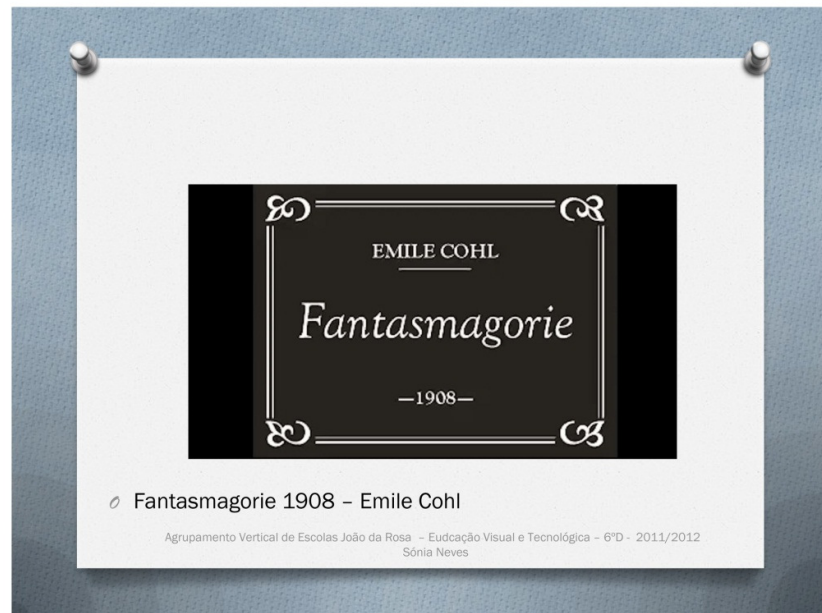 EMILE COHL
Fantasmagorie
—1908—
Fantasmagorie 1908 – Emile Cohl
Agrupamento Vertical de Escolas João da Rosa – Eudcação Visual e Tecnológica – 6ºD - 2011/2012
Sónia Neves